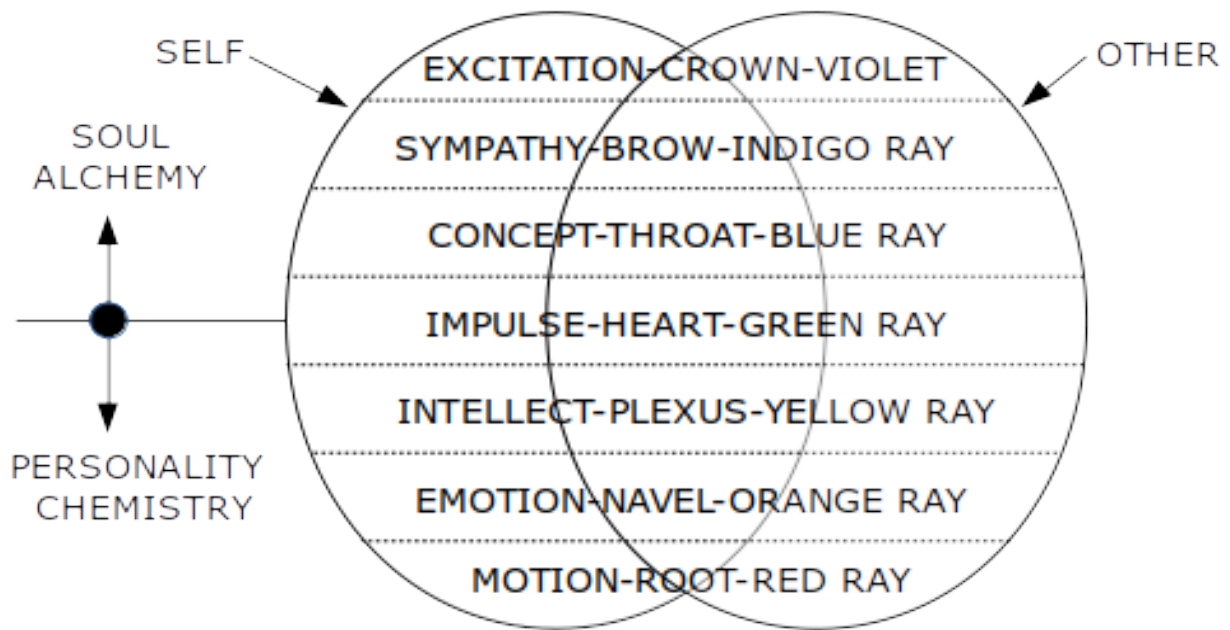 SELF
OTHER
EXCITATION-CROWN-VIOLET
SOUL
ALCHEMY
SYMPATHY-BROW-INDIGO RAY
CONCEPT-THROAT-BLUE RAY
IMPULSE-HEART-GREEN RAY
INTELLECT-PLEXUS-YELLOW RAY
PERSONALITY
CHEMISTRY
EMOTION-NAVEL-ORANGE RAY
MOTION-ROOT-RED RAY